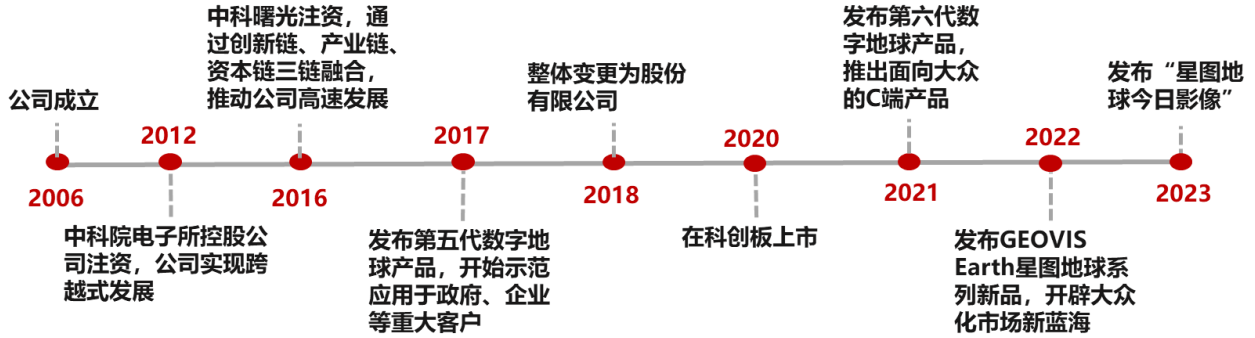 公司成立
2006
2012
中科院电子所控股公
司注资，公司实现跨
越式发展
中科曙光注资，通
过创新链、产业链、
资本链三链融合，
推动公司高速发展
2016
2017
发布第五代数字地
球产品，开始示范
应用于政府、企业
等重大客户
整体变更为股份
有限公司
2018
2020
在科创板上市
发布第六代数
字地球产品，
推出面向大众
的C端产品
2021
2022
发布GEOVIS
Earth星图地球系
列新品，开辟大众
化市场新蓝海
发布“星图地
球今日影像”
2023